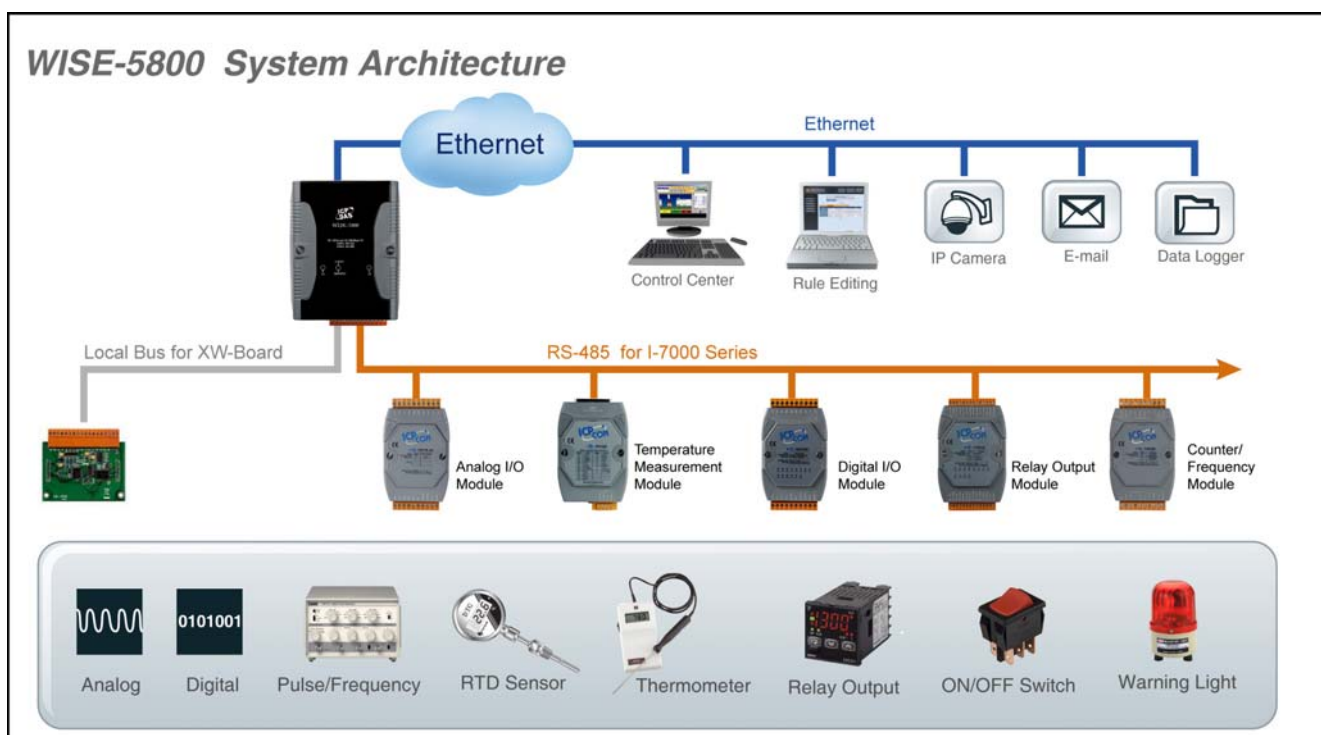 WISE-5800 System Architecture
Ethernet
Ethernet
Control Center
Rule Editing
IP Camera
E-mail
Data Logger
Local Bus for XW-Board
RS-485 for I-7000 Series
Analog I/O
Module
Temperature
Measurement
Module
Digital I/O
Module
Relay Output
Module
Counter/
Frequency
Module
0101001
Analog
Digital
Pulse/Frequency
RTD Sensor
Thermometer
Relay Output
ON/OFF Switch
Warning Light